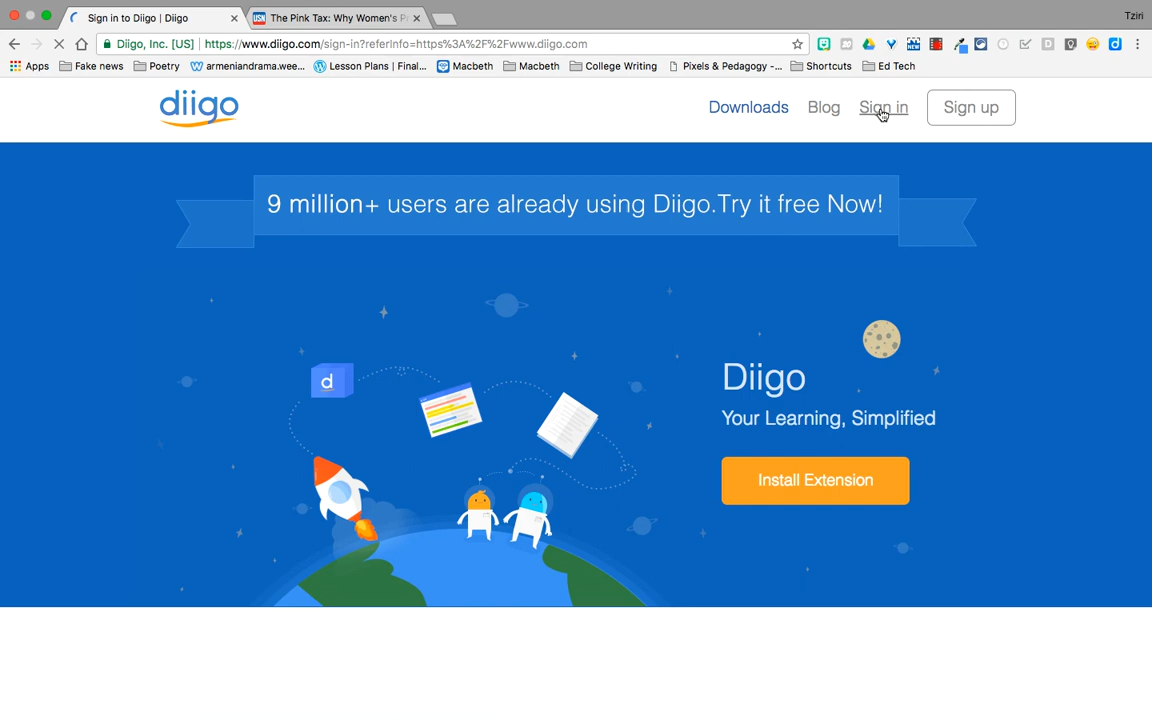 Sign in to Diigo | Diigo
The Pink Tax: Why Women's P
Tziri
Diigo, Inc. [US]
https://www.diigo.com/sign-in?referInfo=https%3A%2F%2Fwww.diigo.com
Apps
Fake news
Poetry
armeniandrama.wee...
Lesson Plans | Final...
Macbeth
Macbeth
College Writing
Pixels & Pedagogy -...
Shortcuts
Ed Tech
diigo
Downloads
Blog
Sign in
Sign up
9 million+ users are already using Diigo.Try it free Now!
d
Diigo
Your Learning, Simplified
Install Extension